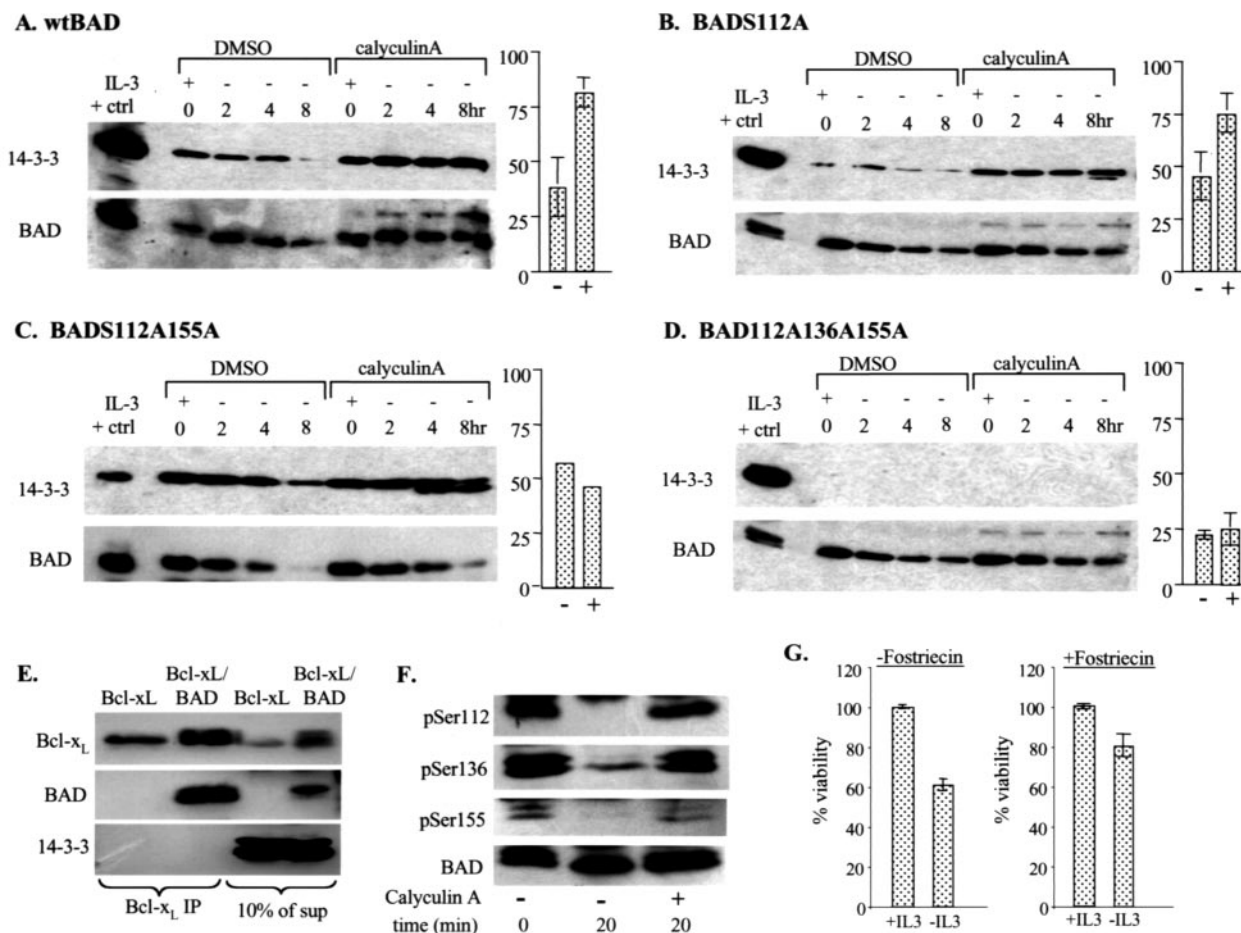 A. wtBAD
DMSO calyculinA
IL-3 + - - - + - - -
+ ctrl 0 2 4 8 0 2 4 8hr
14-3-3
BAD
100
75
50
25
0
- +
B. BADS112A
DMSO calyculinA
IL-3 + - - - + - - -
+ ctrl 0 2 4 8 0 2 4 8hr
14-3-3
BAD
100
75
50
25
0
- +
C. BADS112A155A
DMSO calyculinA
IL-3 + - - - + - - -
+ ctrl 0 2 4 8 0 2 4 8hr
14-3-3
BAD
100
75
50
25
0
- +
D. BAD112A136A155A
DMSO calyculinA
IL-3 + - - - + - - -
+ ctrl 0 2 4 8 0 2 4 8hr
14-3-3
BAD
100
75
50
25
0
- +
E.
Bcl-xL Bcl-xL/BAD Bcl-xL Bcl-xL/BAD
Bcl-xL
BAD
14-3-3
Bcl-xL IP 10% of sup
F.
pSer112
pSer136
pSer155
BAD
Calyculin A - - +
time (min) 0 20 20
G.
-Fostriecin
% viability
120
100
80
60
40
20
0
+IL3 -IL3
+Fostriecin
% viability
120
100
80
60
40
20
0
+IL3 -IL3